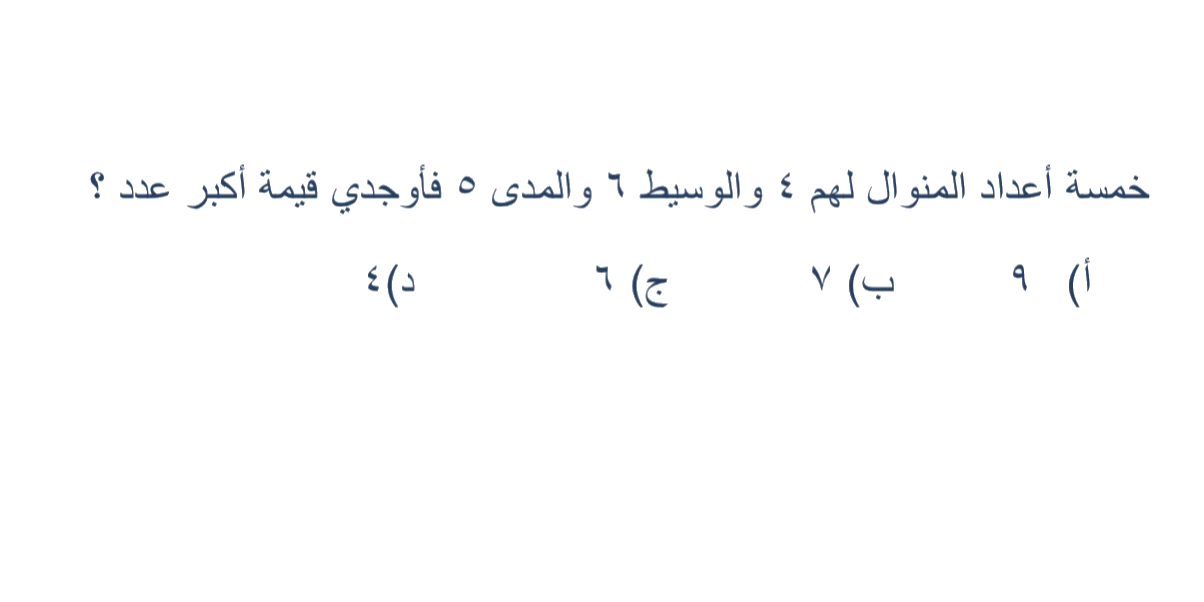 خمسة أعداد المنوال لهم ٤ والوسيط ٦ والمدى ٥ فأوجدي قيمة أكبر عدد ؟
أ) ٩ ب) ٧ ج) ٦ د)٤